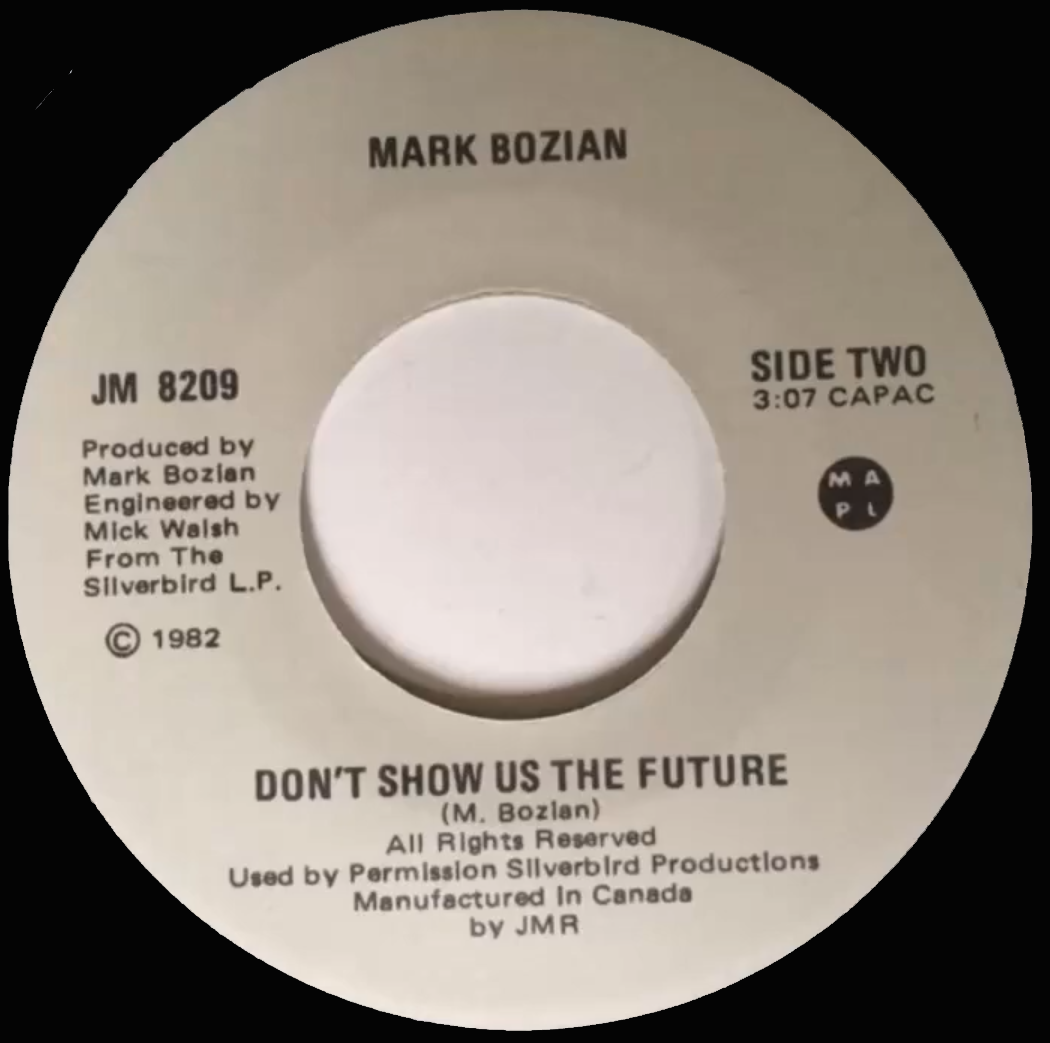 MARK BOZIAN
JM 8209
Produced by
Mark Bozian
Engineered by
Mick Walsh
From The
Silverbird L.P.
© 1982
SIDE TWO
3:07 CAPAC
M A
P L
DON'T SHOW US THE FUTURE
(M. Bozian)
All Rights Reserved
Used by Permission Silverbird Productions
Manufactured in Canada
by JMR